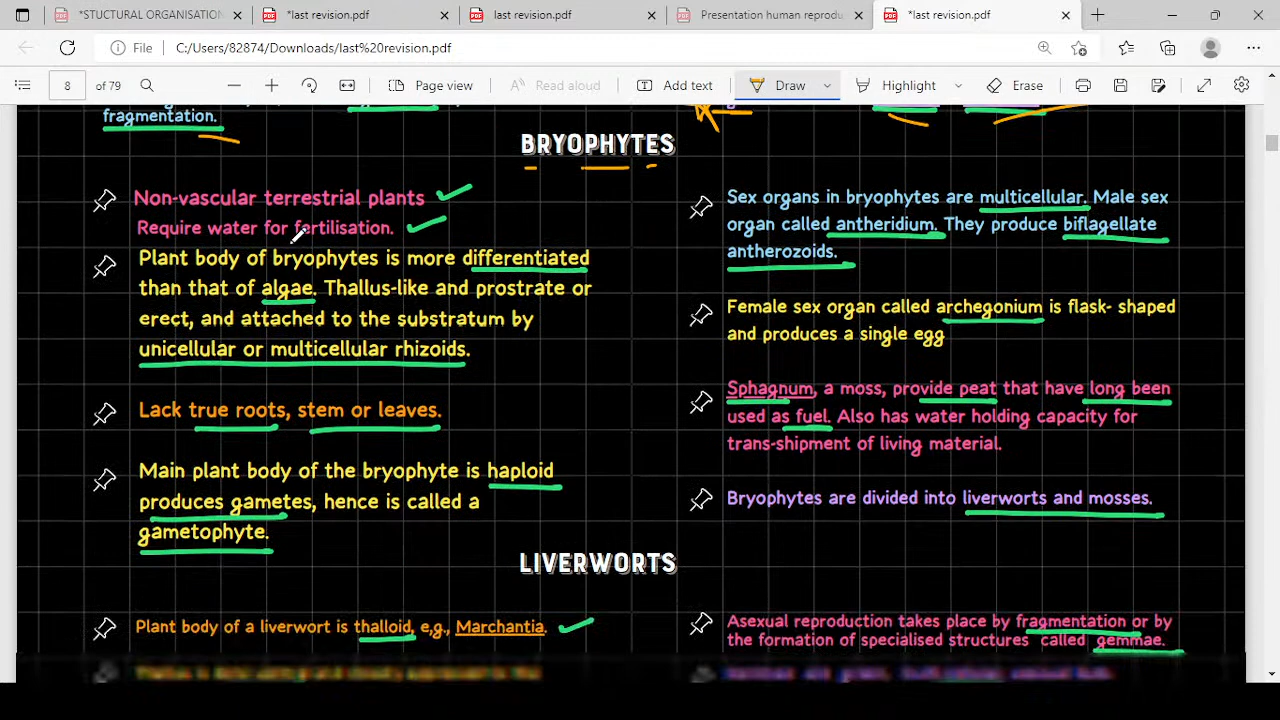 *STUCTURAL ORGANISATION
*last revision.pdf
last revision.pdf
Presentation human reprodu
*last revision.pdf
File
C:/Users/82874/Downloads/last%20revision.pdf
8
of 79
Page view
Read aloud
Add text
Draw
Highlight
Erase
fragmentation.
BRYOPHYTES
Non-vascular terrestrial plants
Require water for fertilisation.
Plant body of bryophytes is more differentiated
than that of algae. Thallus-like and prostrate or
erect, and attached to the substratum by
unicellular or multicellular rhizoids.
Lack true roots, stem or leaves.
Main plant body of the bryophyte is haploid
produces gametes, hence is called a
gametophyte.
Sex organs in bryophytes are multicellular. Male sex
organ called antheridium. They produce biflagellate
antherozoids.
Female sex organ called archegonium is flask- shaped
and produces a single egg
Sphagnum, a moss, provide peat that have long been
used as fuel. Also has water holding capacity for
trans-shipment of living material.
Bryophytes are divided into liverworts and mosses.
LIVERWORTS
Plant body of a liverwort is thalloid, e,g., Marchantia.
Asexual reproduction takes place by fragmentation or by
the formation of specialised structures called gemmae.